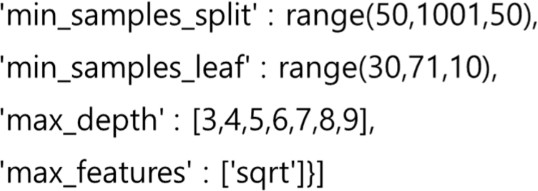 'min_samples_split' : range(50,1001,50),
'min_samples_leaf' : range(30,71,10),
'max_depth' : [3,4,5,6,7,8,9],
'max_features' : ['sqrt']}]